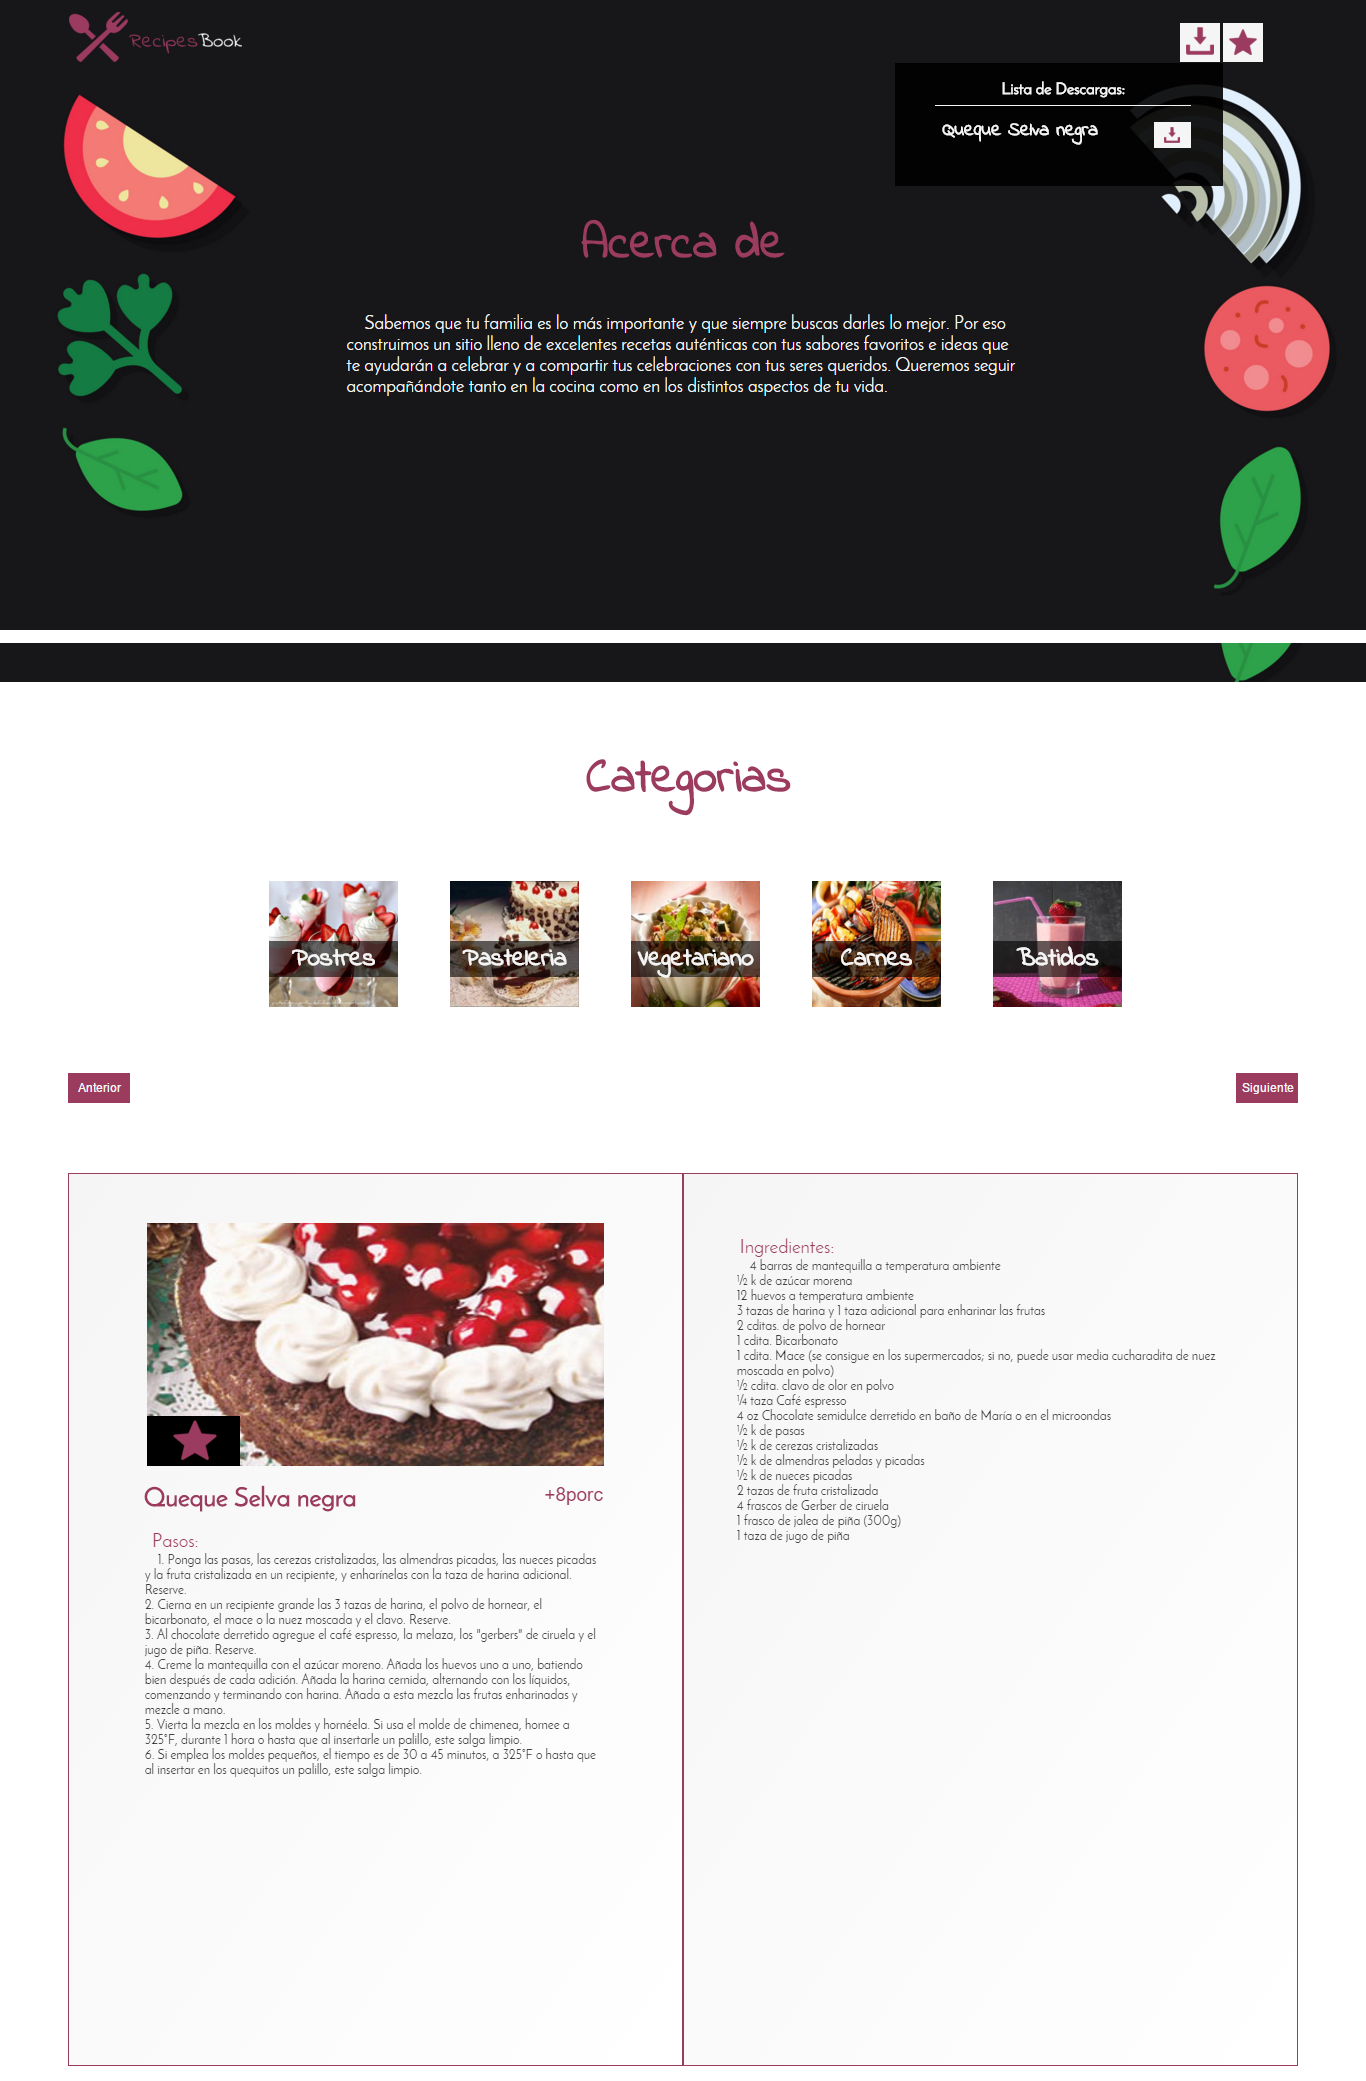 RecipesBook
Lista de Descargas:
Queque Selva negra
Acerca de
Sabemos que tu familia es lo más importante y que siempre buscas darles lo mejor. Por eso
construimos un sitio lleno de excelentes recetas auténticas con tus sabores favoritos e ideas que
te ayudarán a celebrar y a compartir tus celebraciones con tus seres queridos. Queremos seguir
acompañándote tanto en la cocina como en los distintos aspectos de tu vida.
Categorias
Postres
Pasteleria
Vegetariano
Carnes
Batidos
Anterior
Siguiente
Queque Selva negra
+8porc
Pasos:
1. Ponga las pasas, las cerezas cristalizadas, las almendras picadas, las nueces picadas
y la fruta cristalizada en un recipiente, y enharínelas con la taza de harina adicional.
Reserve.
2. Cierna en un recipiente grande las 3 tazas de harina, el polvo de hornear, el
bicarbonato, el mace o la nuez moscada y el clavo. Reserve.
3. Al chocolate derretido agregue el café espresso, la melaza, los "gerbers" de ciruela y el
jugo de piña. Reserve.
4. Creme la mantequilla con el azúcar moreno. Añada los huevos uno a uno, batiendo
bien después de cada adición. Añada la harina cernida, alternando con los líquidos,
comenzando y terminando con harina. Añada a esta mezcla las frutas enharinadas y
mezcle a mano.
5. Vierta la mezcla en los moldes y hornéela. Si usa el molde de chimenea, hornee a
325°F, durante 1 hora o hasta que al insertarle un palillo, este salga limpio.
6. Si emplea los moldes pequeños, el tiempo es de 30 a 45 minutos, a 325°F o hasta que
al insertar en los quequitos un palillo, este salga limpio.
Ingredientes:
4 barras de mantequilla a temperatura ambiente
½ k de azúcar morena
12 huevos a temperatura ambiente
3 tazas de harina y 1 taza adicional para enharinar las frutas
2 cditas. de polvo de hornear
1 cdita. Bicarbonato
1 cdita. Mace (se consigue en los supermercados; si no, puede usar media cucharadita de nuez
moscada en polvo)
½ cdita. clavo de olor en polvo
¼ taza Café espresso
4 oz Chocolate semidulce derretido en baño de María o en el microondas
½ k de pasas
½ k de cerezas cristalizadas
½ k de almendras peladas y picadas
½ k de nueces picadas
2 tazas de fruta cristalizada
4 frascos de Gerber de ciruela
1 frasco de jalea de piña (300g)
1 taza de jugo de piña